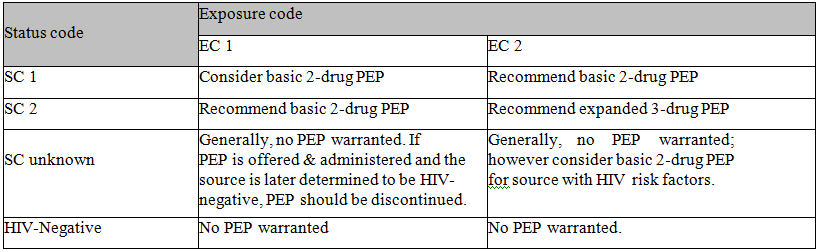 Status code
Exposure code
EC 1
EC 2
SC 1
Consider basic 2-drug PEP
Recommend basic 2-drug PEP
SC 2
Recommend basic 2-drug PEP
Recommend expanded 3-drug PEP
SC unknown
Generally, no PEP warranted. If
PEP is offered & administered and the
source is later determined to be HIV-
negative, PEP should be discontinued.
Generally, no PEP warranted;
however consider basic 2-drug PEP
for source with HIV risk factors.
HIV-Negative
No PEP warranted
No PEP warranted.